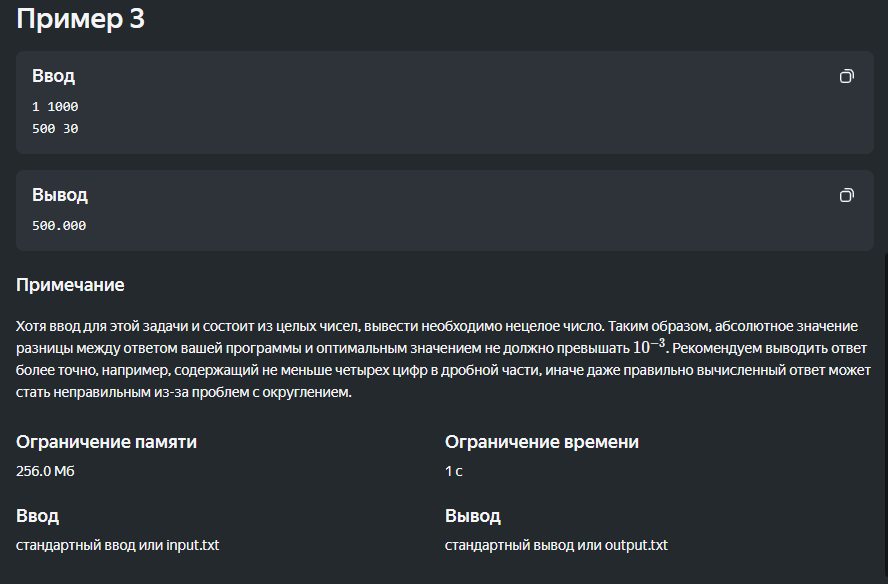 Пример 3
Ввод
1 1000
500 30
Вывод
500.000
Примечание
Хотя ввод для этой задачи и состоит из целых чисел, вывести необходимо нецелое число. Таким образом, абсолютное значение
разницы между ответом вашей программы и оптимальным значением не должно превышать 10⁻³. Рекомендуем выводить ответ
более точно, например, содержащий не меньше четырех цифр в дробной части, иначе даже правильно вычисленный ответ может
стать неправильным из-за проблем с округлением.
Ограничение памяти
256.0 Мб
Ограничение времени
1 с
Ввод
стандартный ввод или input.txt
Вывод
стандартный вывод или output.txt